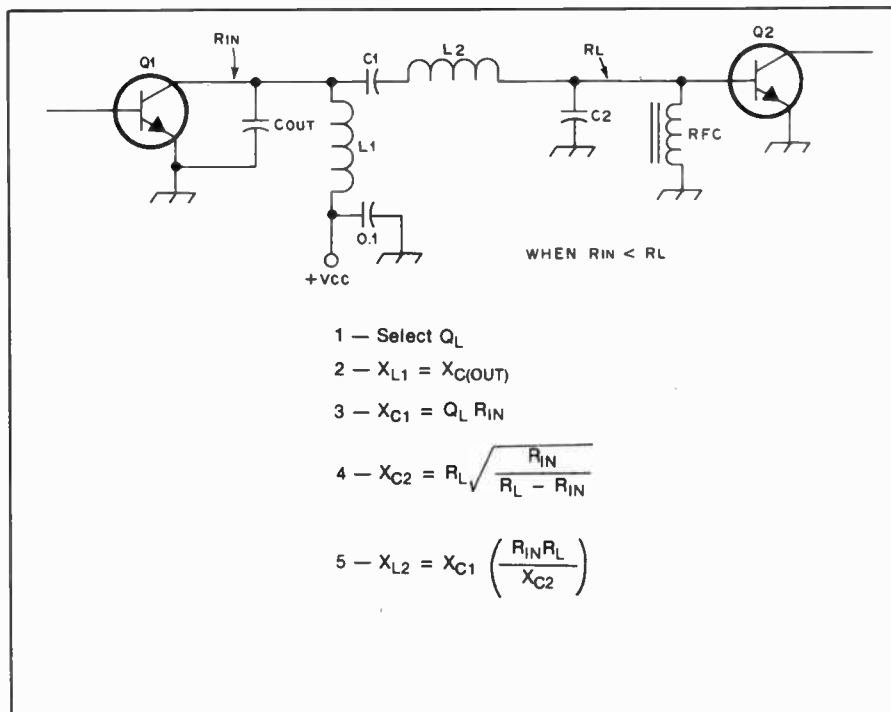 Q1
RIN
COUT
L1
C1
L2
RL
C2
RFC
Q2
0.1
+VCC
WHEN RIN < RL
1 — Select QL
2 — XL1 = XC(OUT)
3 — XC1 = QL RIN
4 — XC2 = RL √(RIN / (RL − RIN))
5 — XL2 = XC1 (RINRL / XC2)